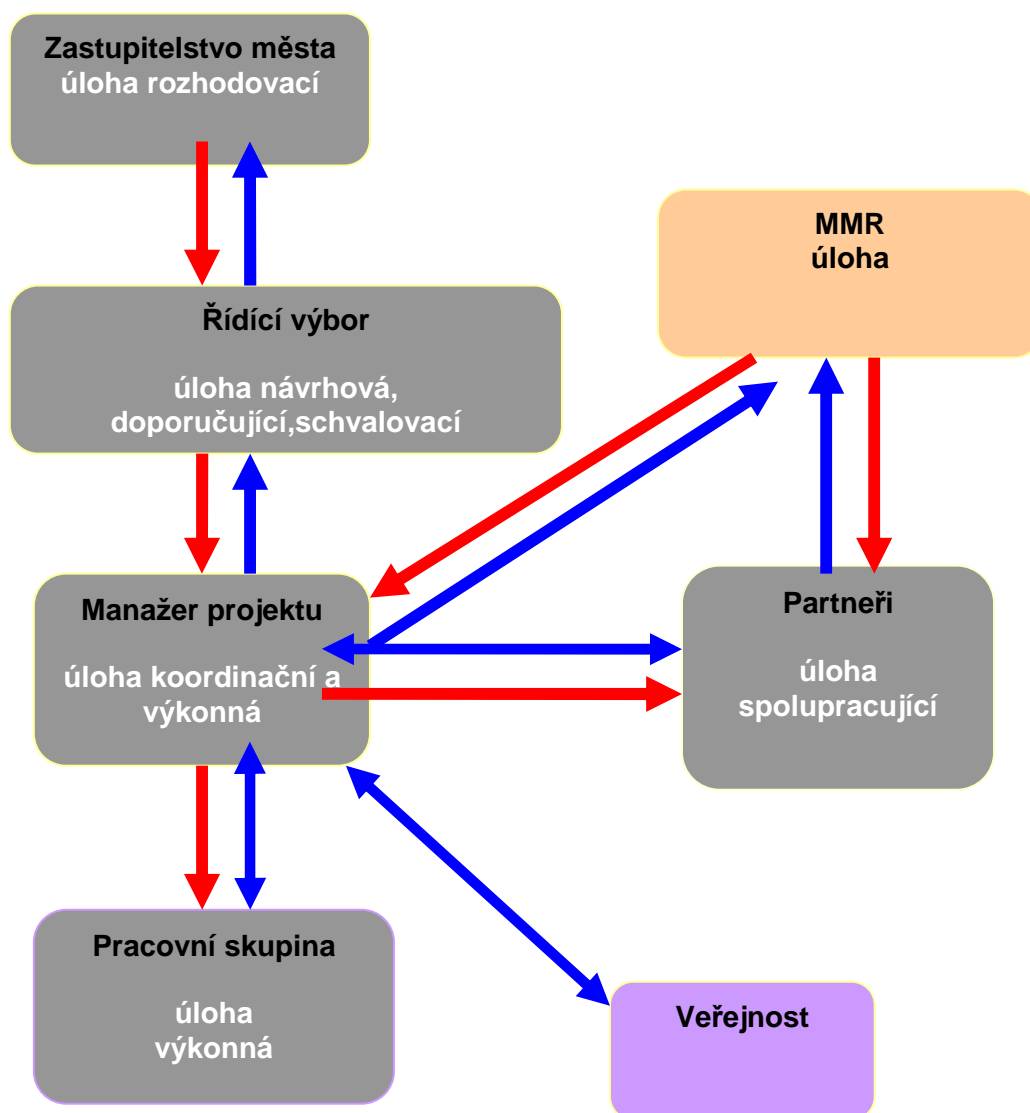 Zastupitelstvo města
úloha rozhodovací
MMR
úloha
Řídící výbor
úloha návrhová,
doporučující,schvalovací
Manažer projektu
úloha koordinační a
výkonná
Partneři
úloha
spolupracující
Pracovní skupina
úloha
výkonná
Veřejnost